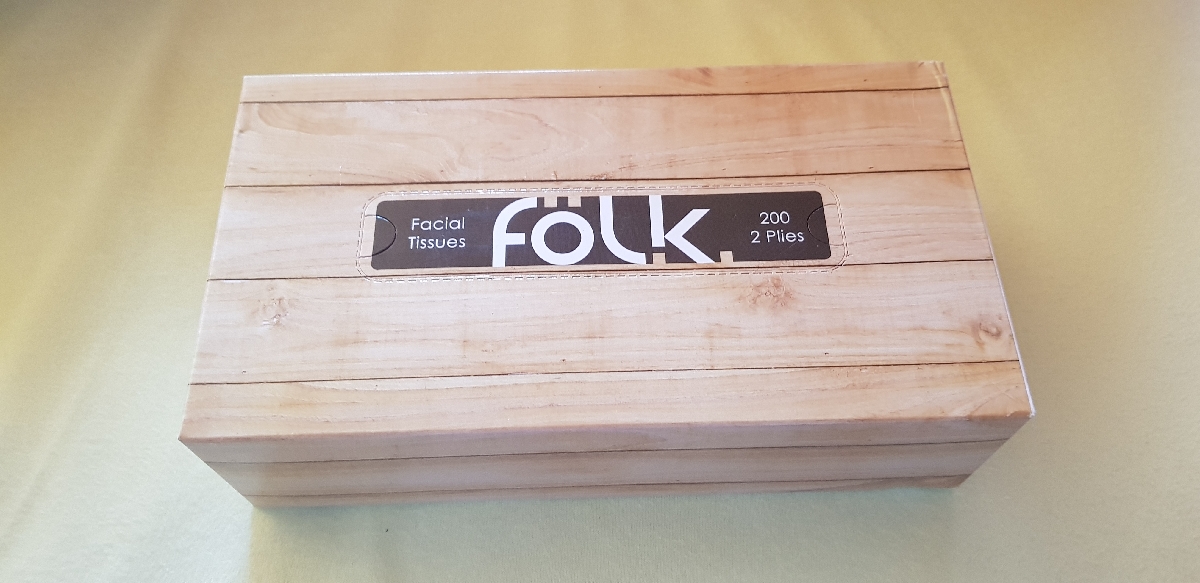 Facial
Tissues
fölk.
200
2 Plies